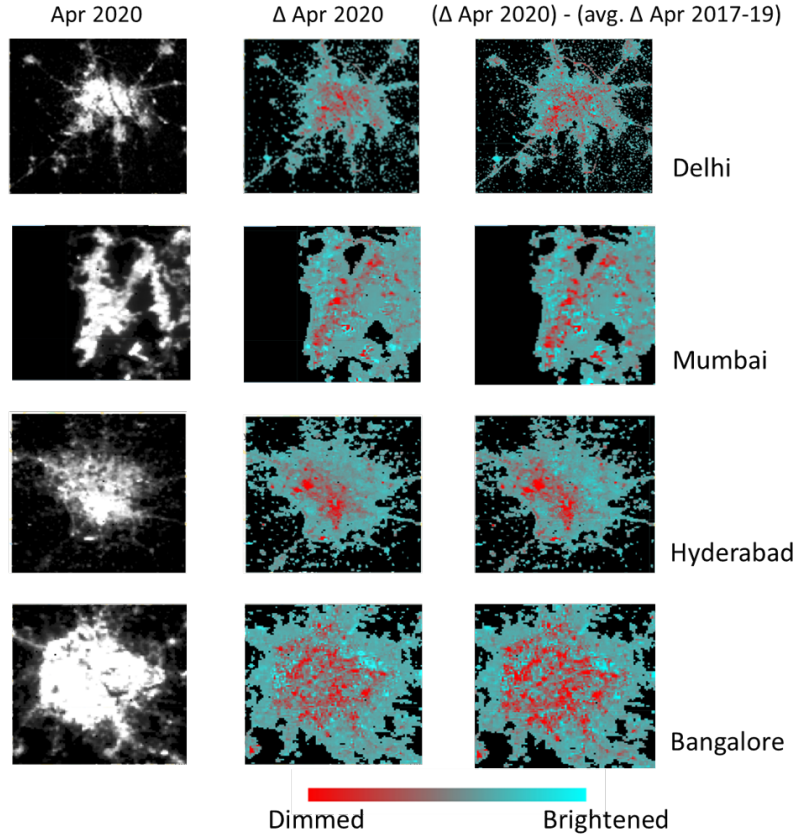 Apr 2020
Δ Apr 2020
(Δ Apr 2020) - (avg. Δ Apr 2017-19)
Delhi
Mumbai
Hyderabad
Bangalore
Dimmed
Brightened